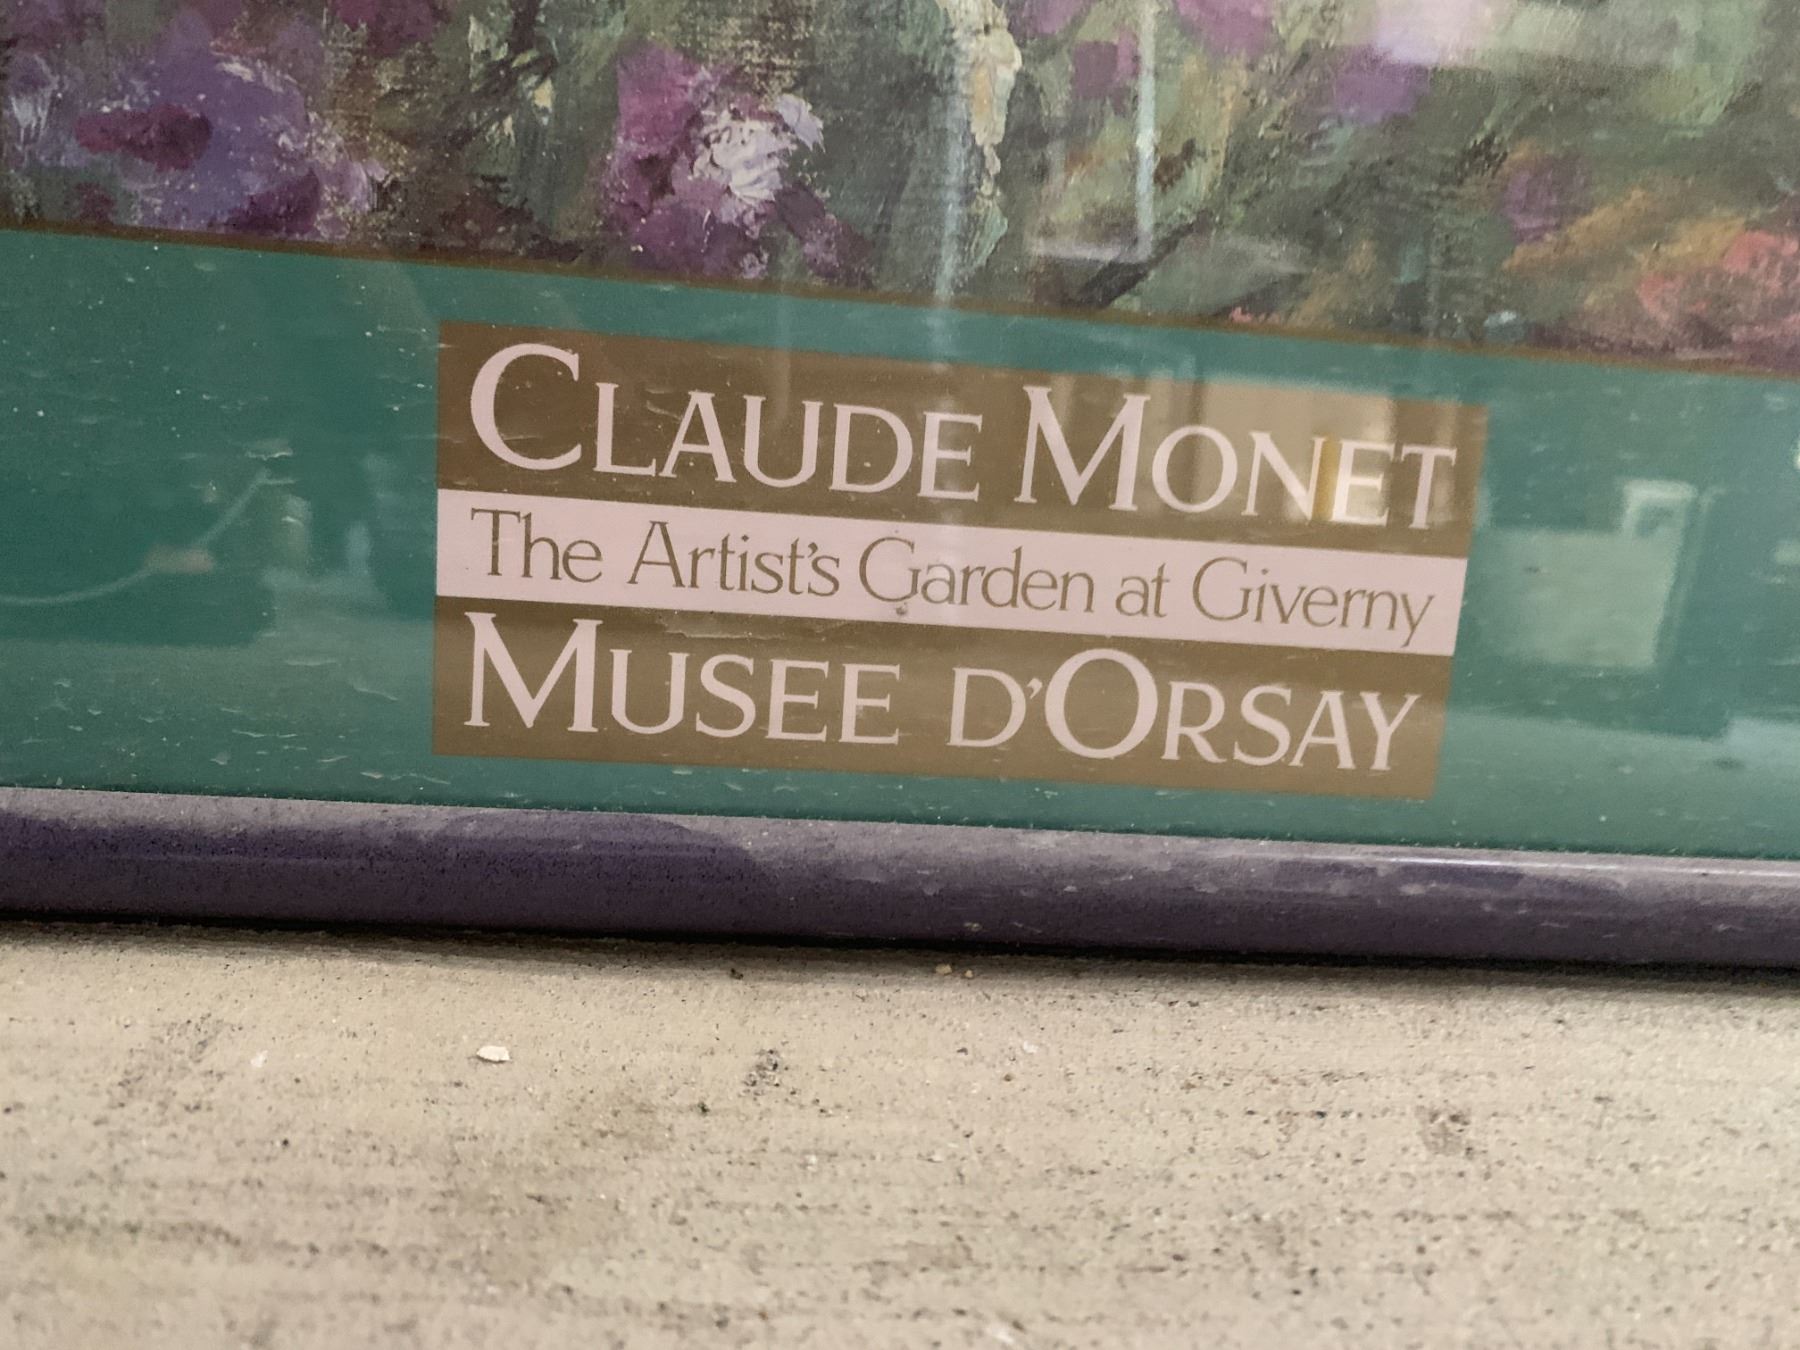 CLAUDE MONET
The Artist's Garden at Giverny
MUSEE D'ORSAY